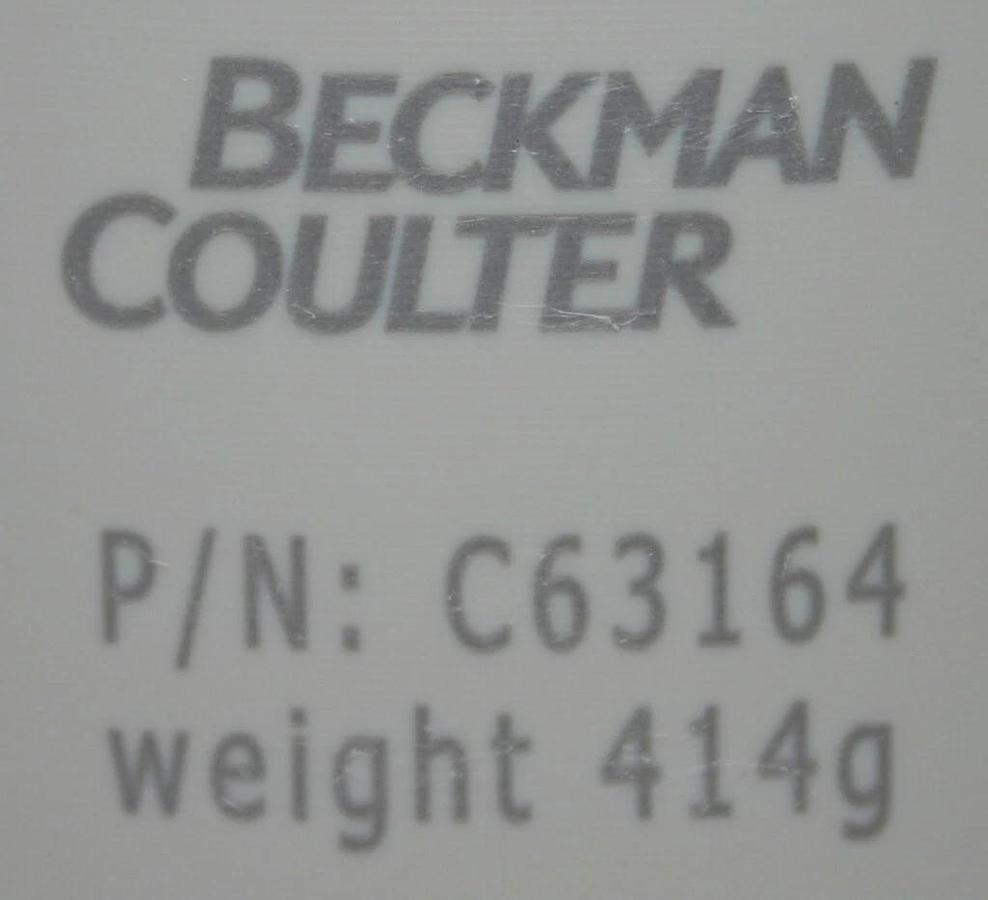 BECKMAN
COULTER
P/N: C63164
weight 414g